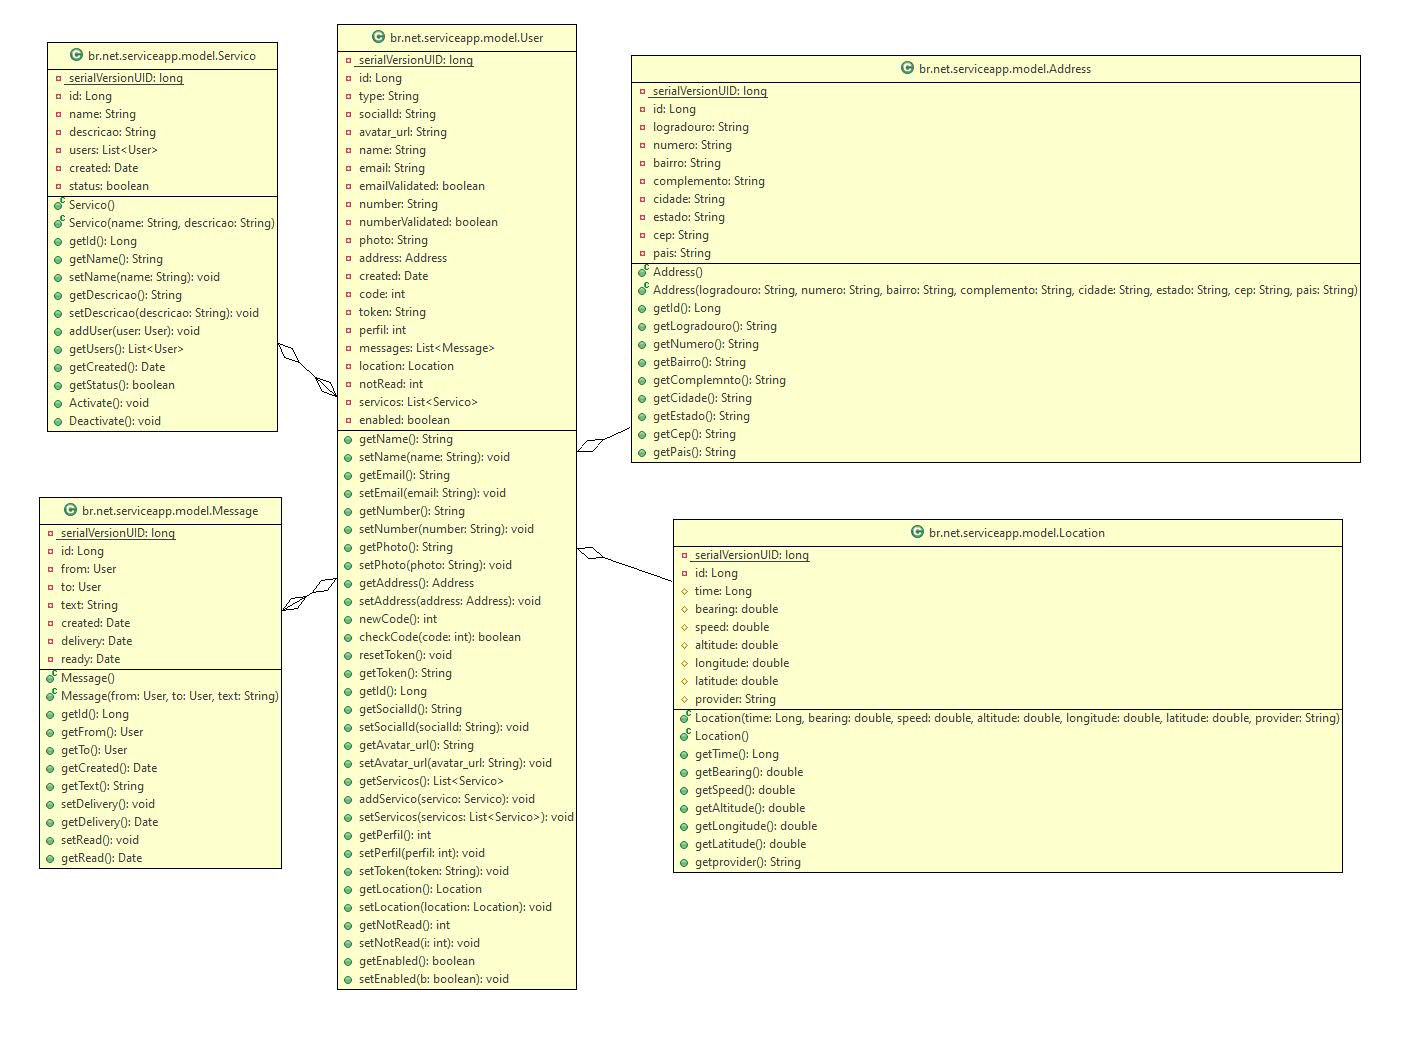 br.net.serviceapp.model.Servico
serialVersionUID: long
id: Long
name: String
descricao: String
users: List<User>
created: Date
status: boolean
Servico()
Servico(name: String, descricao: String)
getId(): Long
getName(): String
setName(name: String): void
getDescricao(): String
setDescricao(descricao: String): void
addUser(user: User): void
getUsers(): List<User>
getCreated(): Date
getStatus(): boolean
Activate(): void
Deactivate(): void
br.net.serviceapp.model.Message
serialVersionUID: long
id: Long
from: User
to: User
text: String
created: Date
delivery: Date
ready: Date
Message()
Message(from: User, to: User, text: String)
getId(): Long
getFrom(): User
getTo(): User
getCreated(): Date
getText(): String
setDelivery(): void
getDelivery(): Date
setRead(): void
getRead(): Date
br.net.serviceapp.model.User
serialVersionUID: long
id: Long
type: String
socialId: String
avatar_url: String
name: String
email: String
emailValidated: boolean
number: String
numberValidated: boolean
photo: String
address: Address
created: Date
code: int
token: String
perfil: int
messages: List<Message>
location: Location
notRead: int
servicos: List<Servico>
enabled: boolean
getName(): String
setName(name: String): void
getEmail(): String
setEmail(email: String): void
getNumber(): String
setNumber(number: String): void
getPhoto(): String
setPhoto(photo: String): void
getAddress(): Address
setAddress(address: Address): void
newCode(): int
checkCode(code: int): boolean
resetToken(): void
getToken(): String
getId(): Long
getSocialId(): String
setSocialId(socialId: String): void
getAvatar_url(): String
setAvatar_url(avatar_url: String): void
getServicos(): List<Servico>
addServico(servico: Servico): void
setServicos(servicos: List<Servico>): void
getPerfil(): int
setPerfil(perfil: int): void
setToken(token: String): void
getLocation(): Location
setLocation(location: Location): void
getNotRead(): int
setNotRead(i: int): void
getEnabled(): boolean
setEnabled(b: boolean): void
br.net.serviceapp.model.Address
serialVersionUID: long
id: Long
logradouro: String
numero: String
bairro: String
complemento: String
cidade: String
estado: String
cep: String
pais: String
Address()
Address(logradouro: String, numero: String, bairro: String, complemento: String, cidade: String, estado: String, cep: String, pais: String)
getId(): Long
getLogradouro(): String
getNumero(): String
getBairro(): String
getComplemnto(): String
getCidade(): String
getEstado(): String
getCep(): String
getPais(): String
br.net.serviceapp.model.Location
serialVersionUID: long
id: Long
time: Long
bearing: double
speed: double
altitude: double
longitude: double
latitude: double
provider: String
Location(time: Long, bearing: double, speed: double, altitude: double, longitude: double, latitude: double, provider: String)
Location()
getTime(): Long
getBearing(): double
getSpeed(): double
getAltitude(): double
getLongitude(): double
getLatitude(): double
getprovider(): String